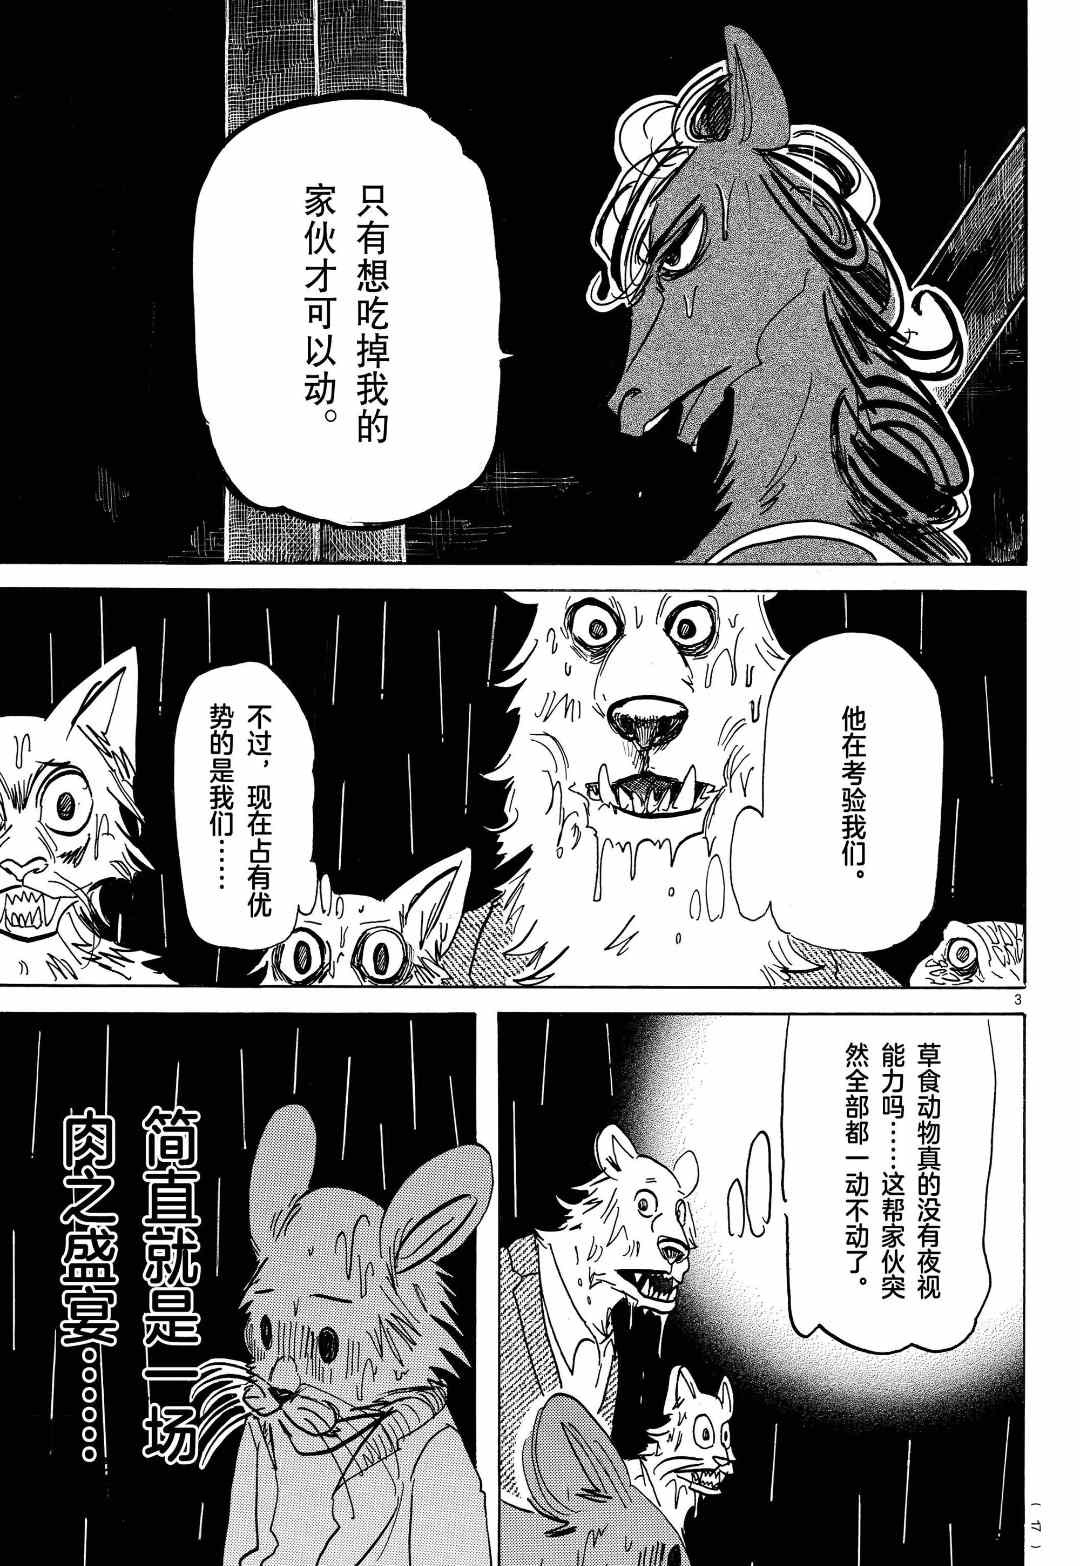 只有想吃掉我的
家伙才可以动。
他在考验我们。
不过，现在占有优
势的是我们……
3
草食动物真的没有夜视
能力吗……这帮家伙突
然全部都一动不动了。
简直就是一场
肉之盛宴……
(17)